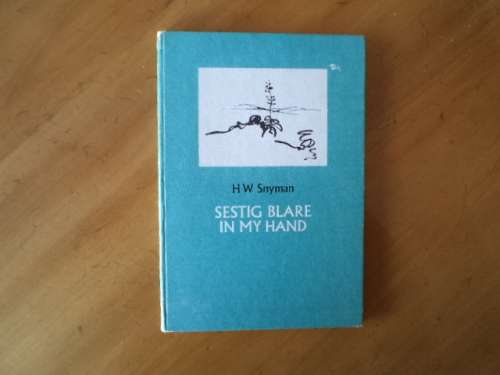 H W Snyman
SESTIG BLARE
IN MY HAND